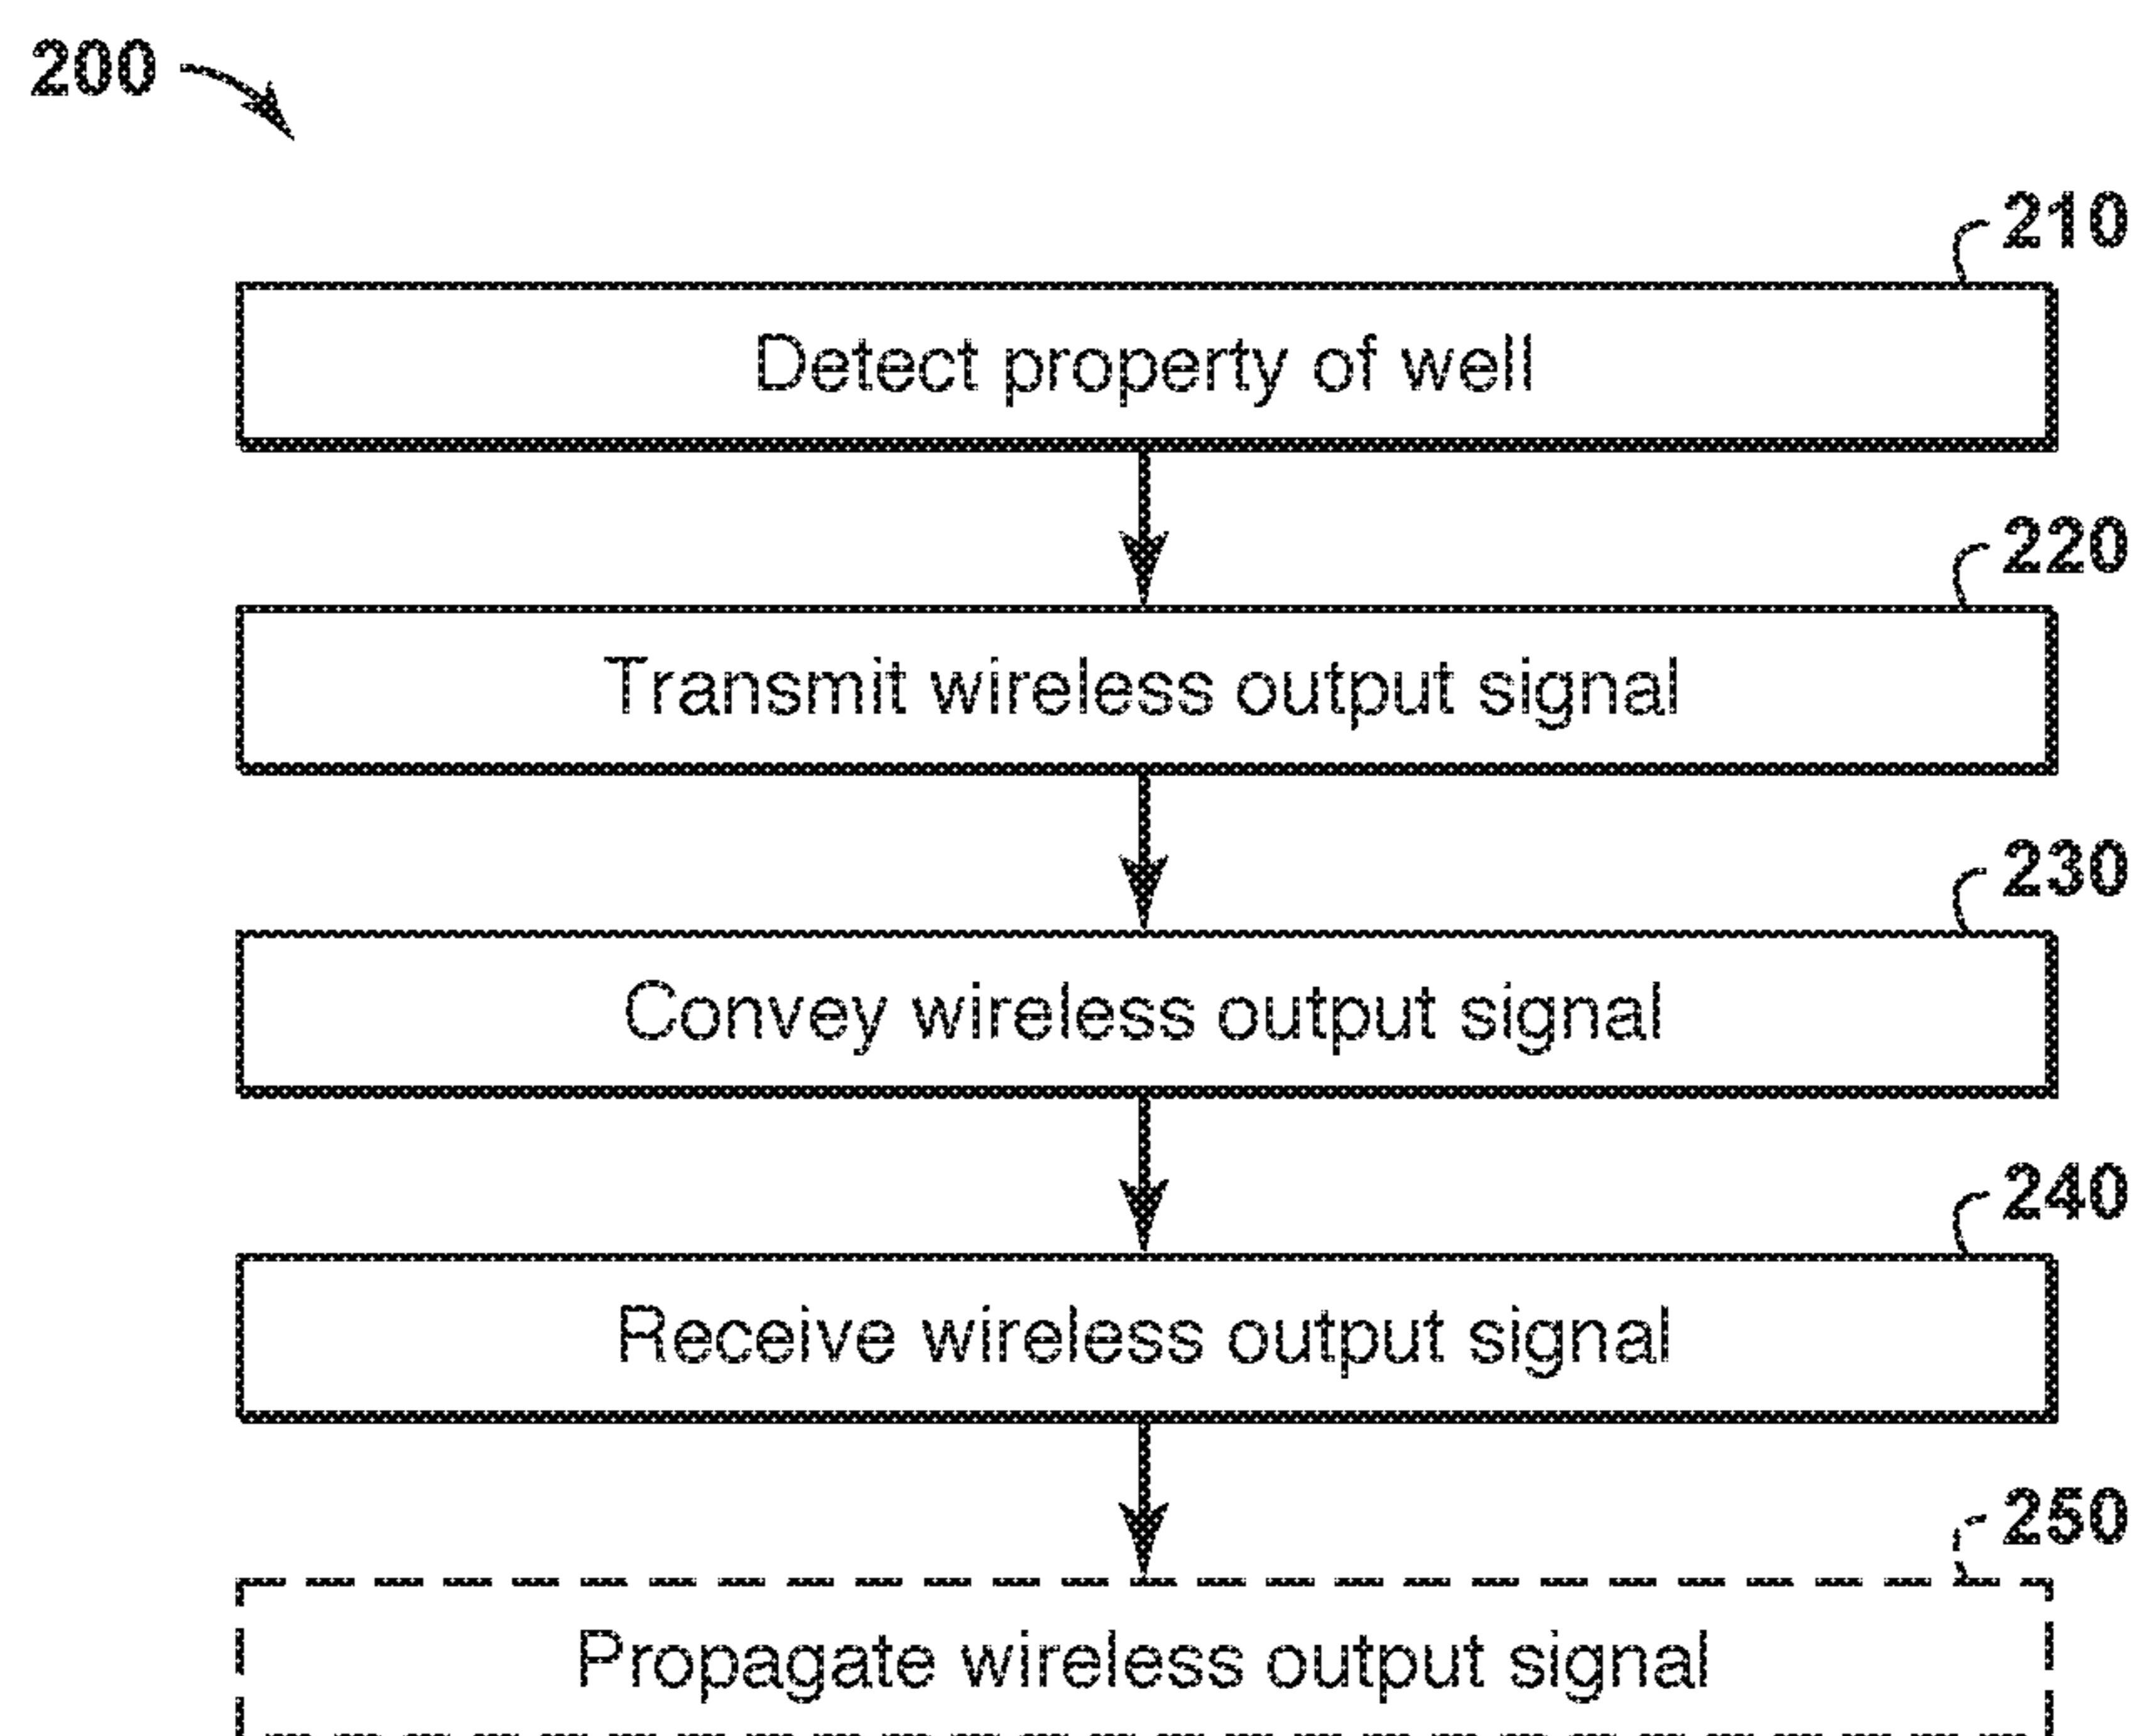 200
210
Detect property of well
220
Transmit wireless output signal
230
Convey wireless output signal
240
Receive wireless output signal
250
Propagate wireless output signal